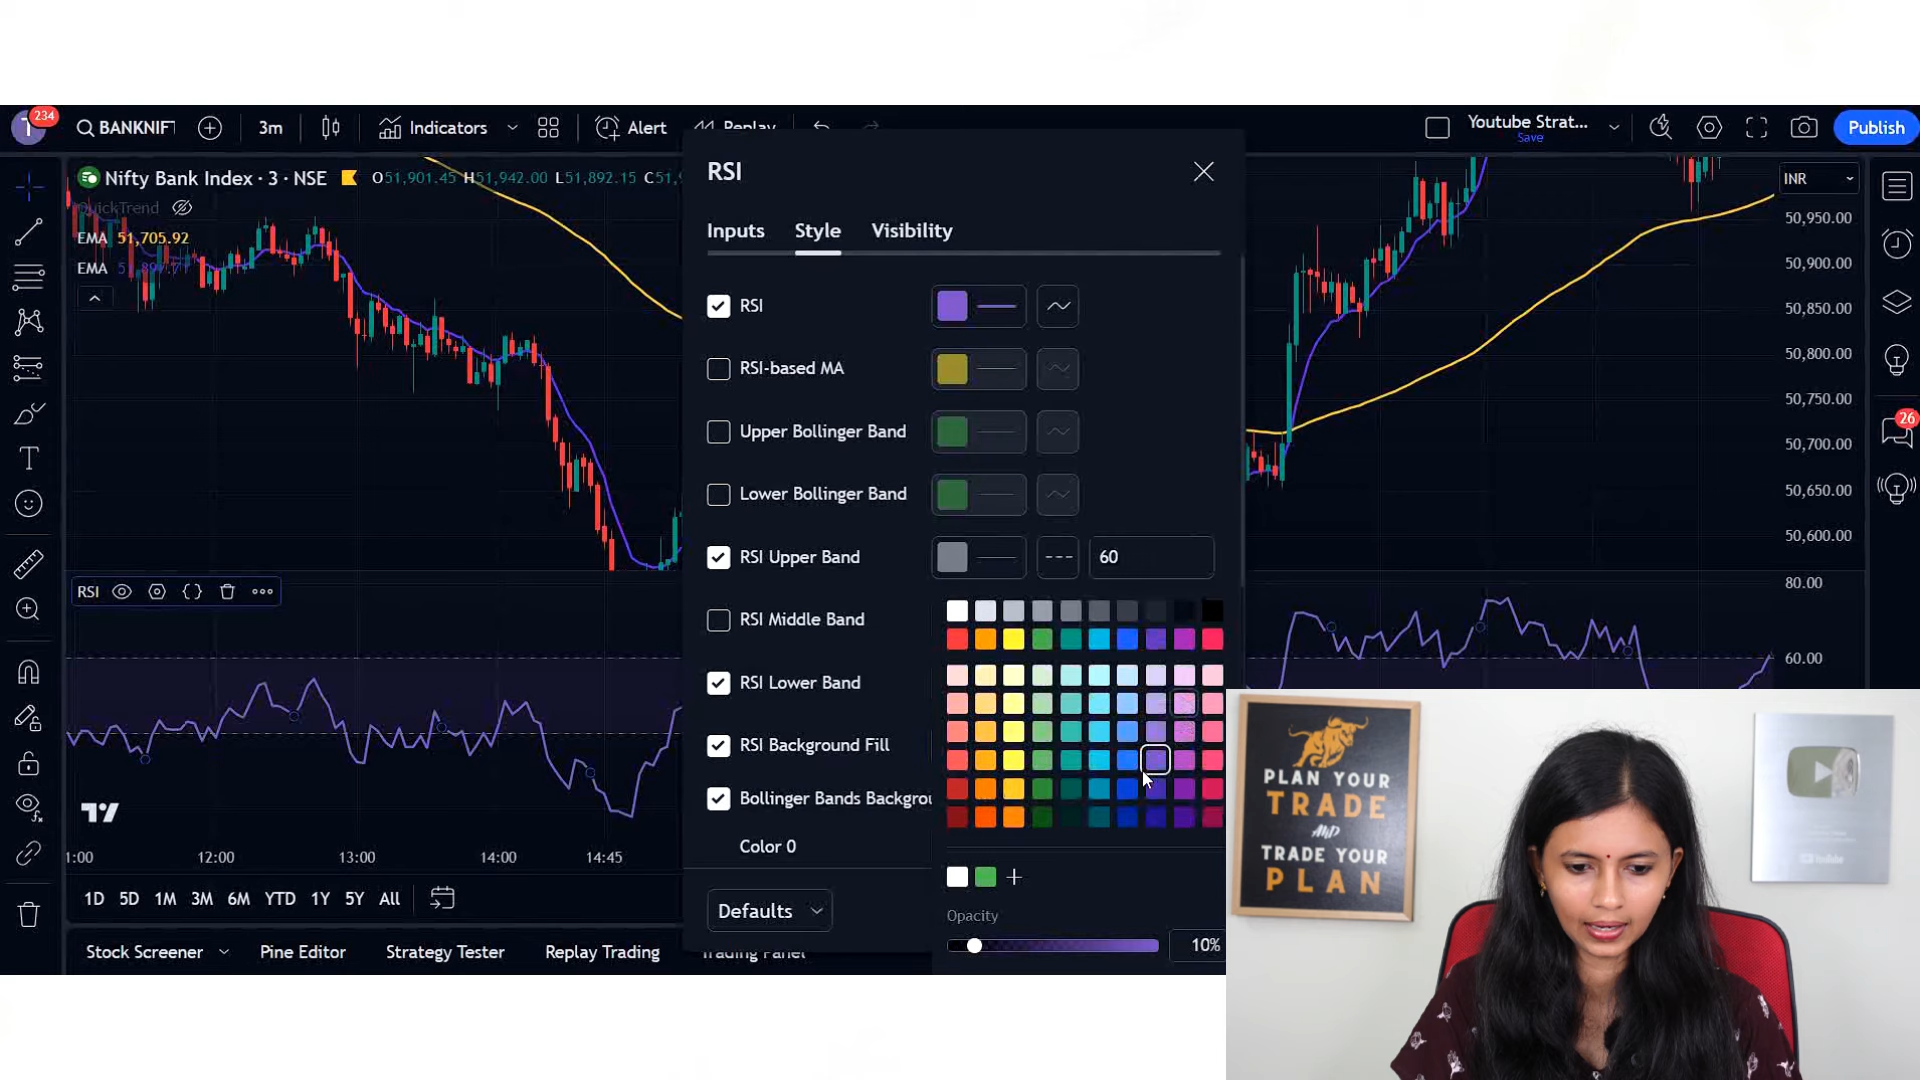 234
T
BANKNIFT
3m
Indicators
Alert
Replay
Youtube Strat...
Save
Publish
Nifty Bank Index · 3 · NSE
O51,901.45 H51,942.00 L51,892.15
QuickTrend
EMA 51,705.92
EMA
RSI
Inputs
Style
Visibility
RSI
RSI-based MA
Upper Bollinger Band
Lower Bollinger Band
RSI Upper Band
60
RSI Middle Band
RSI Lower Band
RSI Background Fill
Bollinger Bands Backgrou
Color 0
Defaults
Opacity
10%
INR
50,950.00
50,900.00
50,850.00
50,800.00
50,750.00
50,700.00
50,650.00
50,600.00
80.00
60.00
26
RSI
1:00
12:00
13:00
14:00
14:45
1D
5D
1M
3M
6M
YTD
1Y
5Y
All
Stock Screener
Pine Editor
Strategy Tester
Replay Trading
Trading Panel
PLAN YOUR
TRADE
AND
TRADE YOUR
PLAN